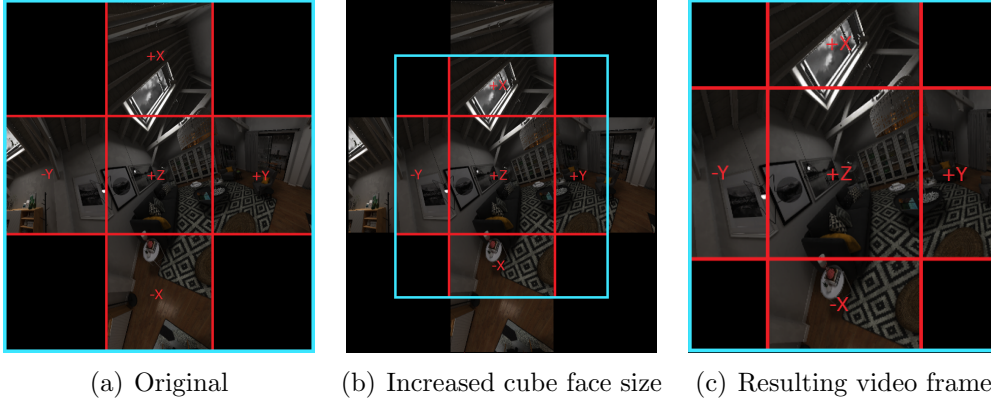 +X
-Y
+Z
+Y
-X
+X
-Y
+Z
+Y
-X
+X
-Y
+Z
+Y
-X
(a) Original
(b) Increased cube face size
(c) Resulting video frame